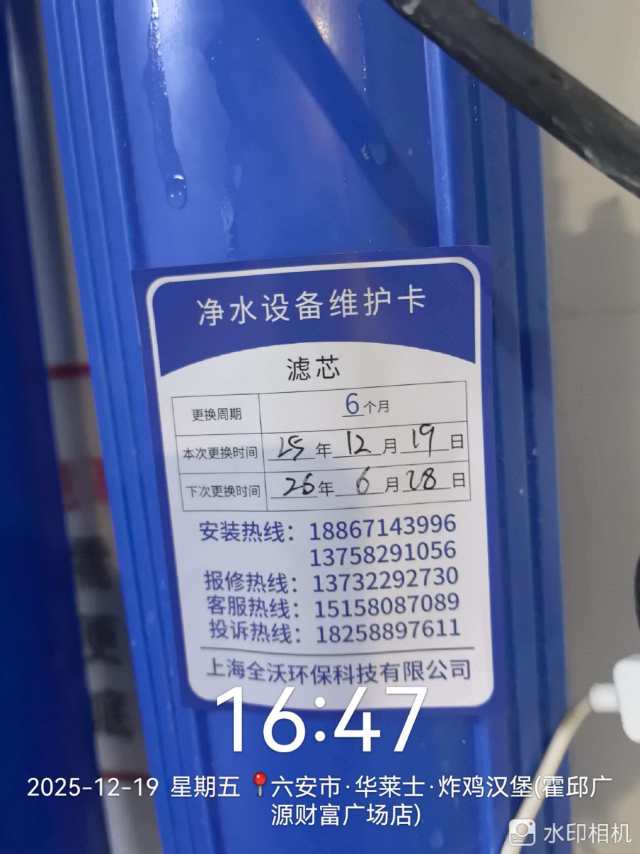 净水设备维护卡
滤芯
更换周期 6个月
本次更换时间 25年12月19日
下次更换时间 26年6月18日
安装热线：18867143996
13758291056
报修热线：13732292730
客服热线：15158087089
投诉热线：18258897611
上海全沃环保科技有限公司
16:47
2025-12-19 星期五 六安市·华莱士·炸鸡汉堡(霍邱广
源财富广场店)
水印相机